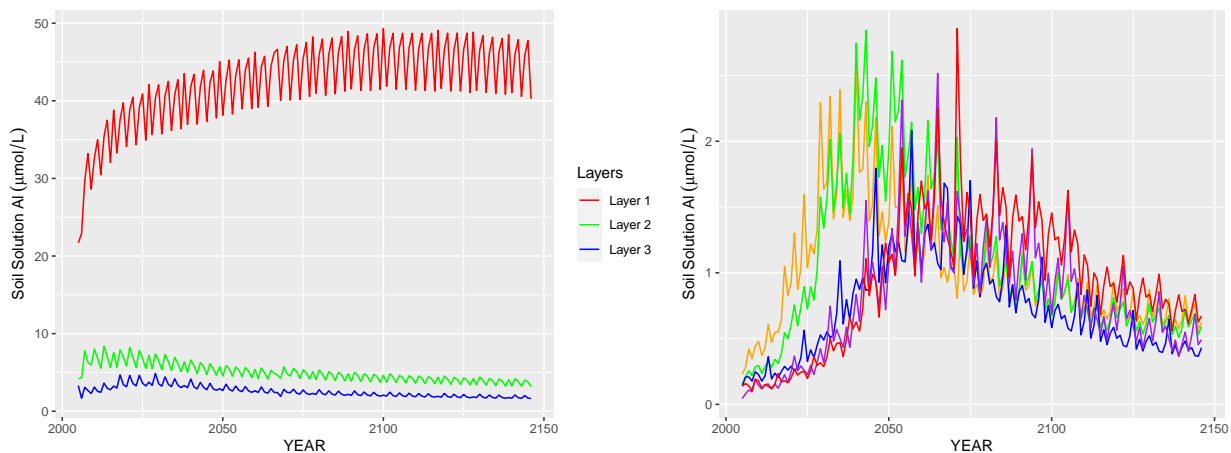 Soil Solution Al (μmol/L)
50
40
30
20
10
0
2000
2050
2100
2150
YEAR
Layers
Layer 1
Layer 2
Layer 3
Soil Solution Al (μmol/L)
2
1
0
2000
2050
2100
2150
YEAR